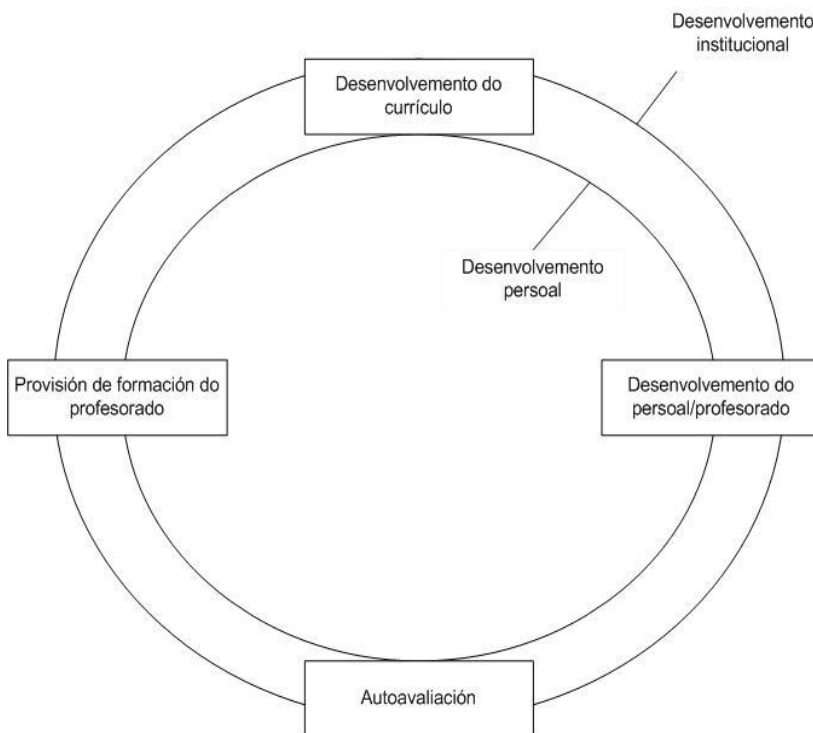 Desenvolvemento
institucional
Desenvolvemento do
currículo
Desenvolvemento
persoal
Provisión de formación do
profesorado
Desenvolvemento do
persoal/profesorado
Autoavaliación